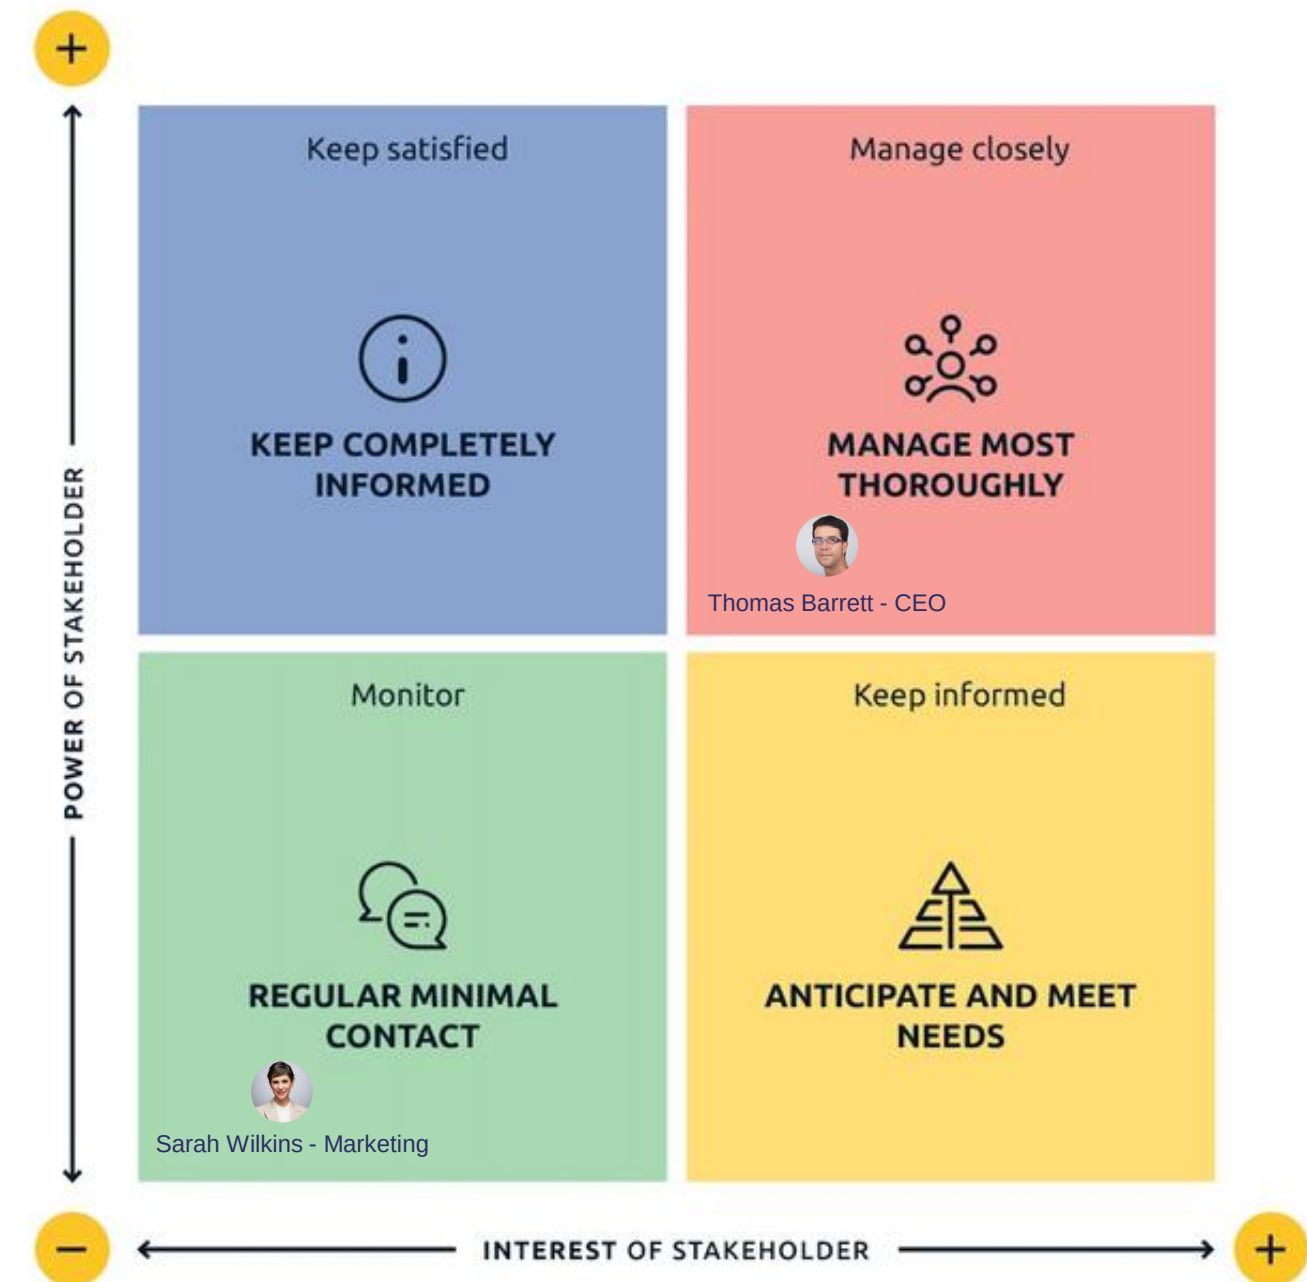 +
Keep satisfied
Manage closely
i
KEEP COMPLETELY
INFORMED
MANAGE MOST
THOROUGHLY
Thomas Barrett - CEO
POWER OF STAKEHOLDER
Monitor
Keep informed
REGULAR MINIMAL
CONTACT
ANTICIPATE AND MEET
NEEDS
Sarah Wilkins - Marketing
−
INTEREST OF STAKEHOLDER
+